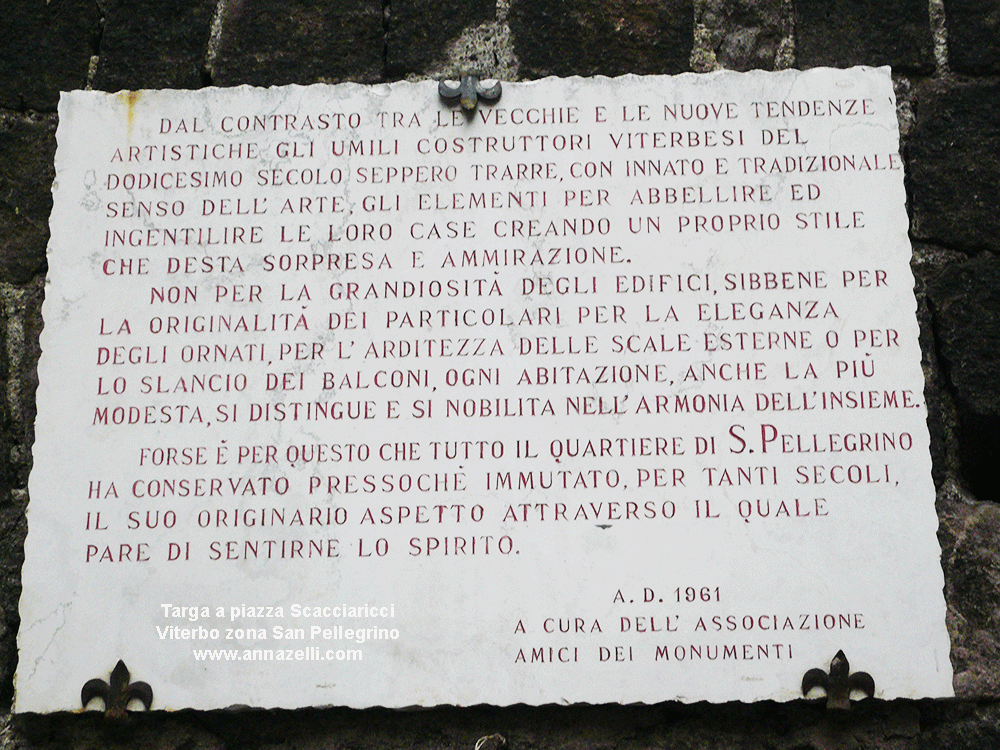 DAL CONTRASTO TRA LE VECCHIE E LE NUOVE TENDENZE
ARTISTICHE GLI UMILI COSTRUTTORI VITERBESI DEL
DODICESIMO SECOLO SEPPERO TRARRE, CON INNATO E TRADIZIONALE
SENSO DELL' ARTE, GLI ELEMENTI PER ABBELLIRE ED
INGENTILIRE LE LORO CASE CREANDO UN PROPRIO STILE
CHE DESTA SORPRESA E AMMIRAZIONE.
NON PER LA GRANDIOSITÀ DEGLI EDIFICI, SIBBENE PER
LA ORIGINALITÀ DEI PARTICOLARI PER LA ELEGANZA
DEGLI ORNATI, PER L' ARDITEZZA DELLE SCALE ESTERNE O PER
LO SLANCIO DEI BALCONI, OGNI ABITAZIONE, ANCHE LA PIÙ
MODESTA, SI DISTINGUE E SI NOBILITA NELL' ARMONIA DELL'INSIEME.
FORSE È PER QUESTO CHE TUTTO IL QUARTIERE DI S. PELLEGRINO
HA CONSERVATO PRESSOCHÈ IMMUTATO, PER TANTI SECOLI,
IL SUO ORIGINARIO ASPETTO ATTRAVERSO IL QUALE
PARE DI SENTIRNE LO SPIRITO.
A. D. 1961
A CURA DELL' ASSOCIAZIONE
AMICI DEI MONUMENTI
Targa a piazza Scacciaricci
Viterbo zona San Pellegrino
www.annazelli.com